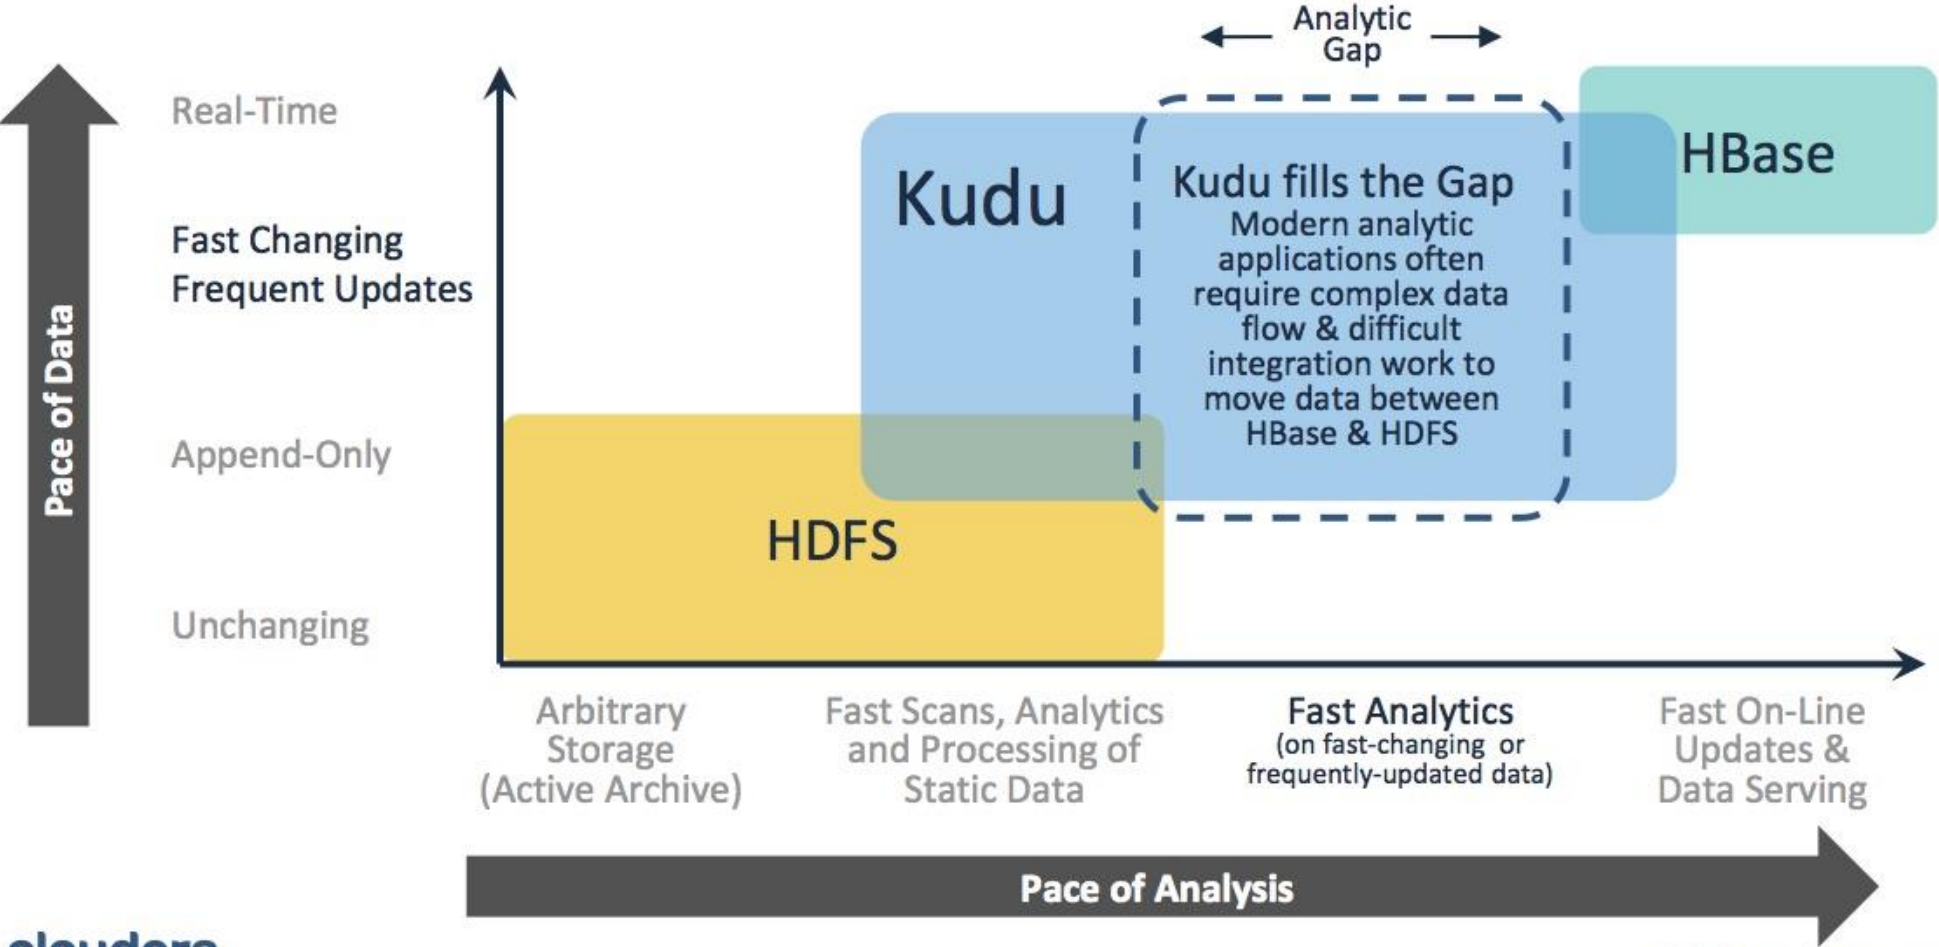 Analytic
Gap
Real-Time
Fast Changing
Frequent Updates
Append-Only
Unchanging
Pace of Data
Kudu
Kudu fills the Gap
Modern analytic
applications often
require complex data
flow & difficult
integration work to
move data between
HBase & HDFS
HBase
HDFS
Arbitrary
Storage
(Active Archive)
Fast Scans, Analytics
and Processing of
Static Data
Fast Analytics
(on fast-changing or
frequently-updated data)
Fast On-Line
Updates &
Data Serving
Pace of Analysis